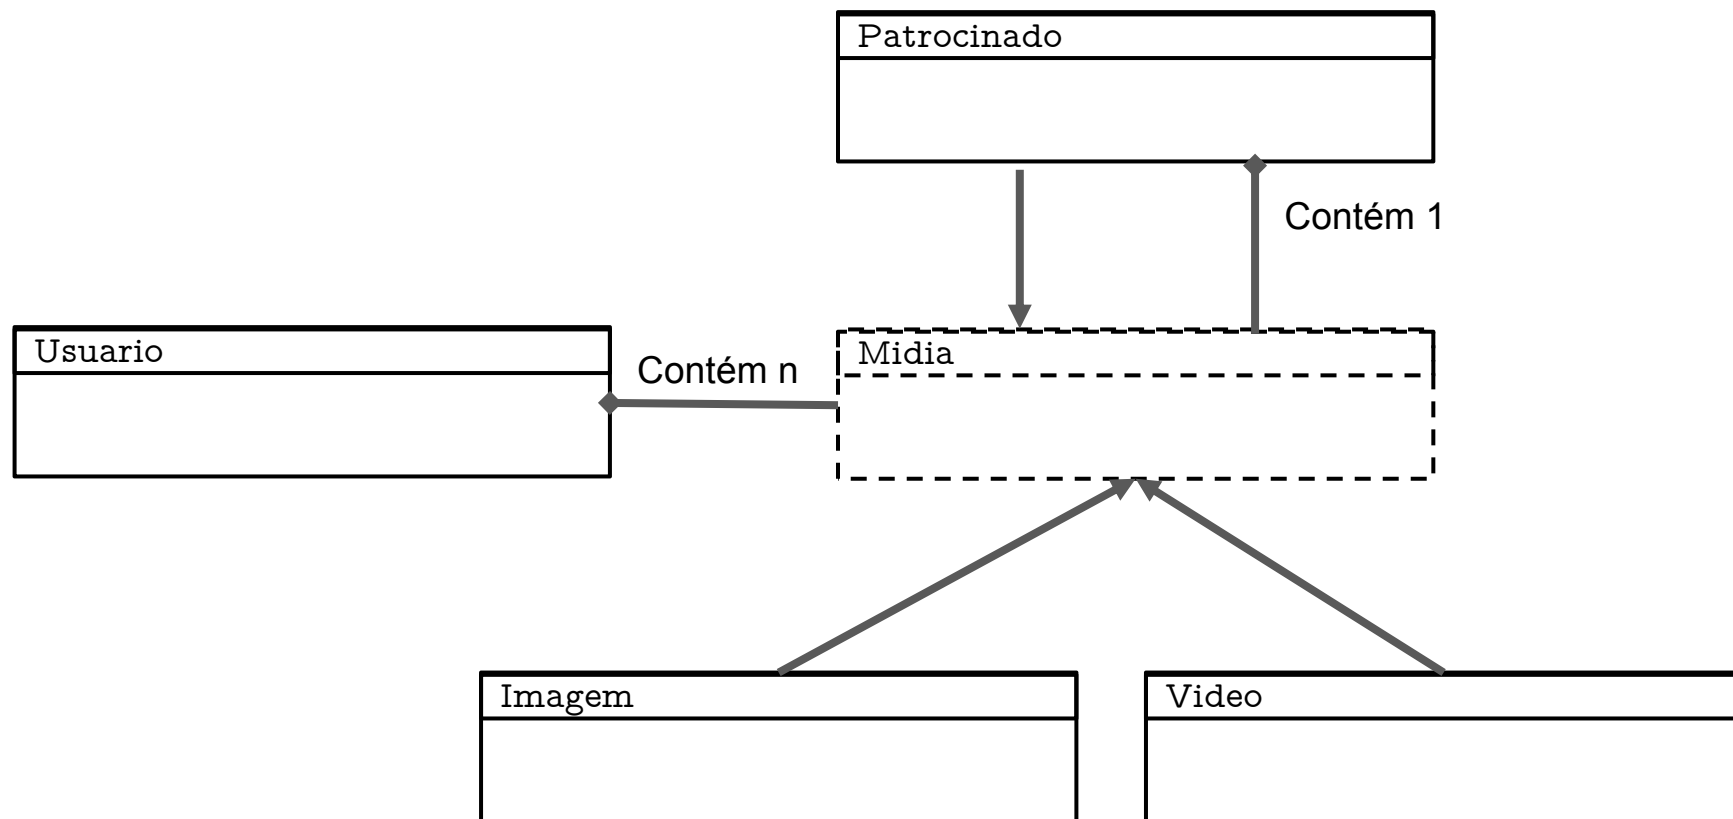 Patrocinado
Contém 1
Usuario
Contém n
Midia
Imagem
Video